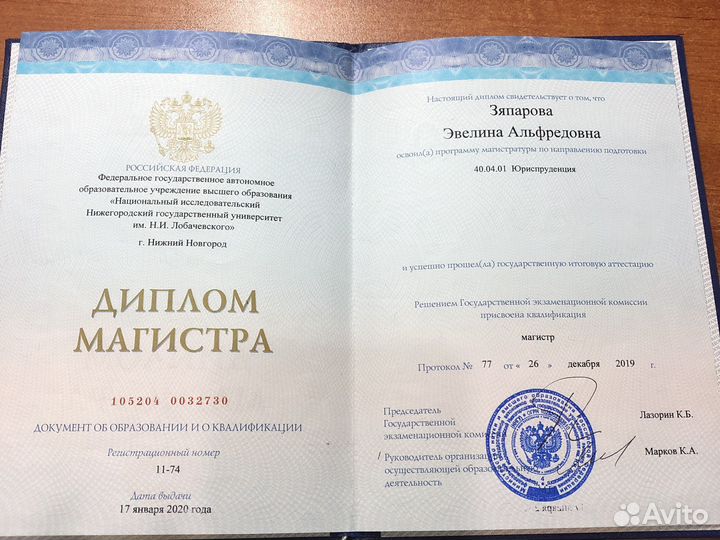 РОССИЙСКАЯ ФЕДЕРАЦИЯ
Федеральное государственное автономное
образовательное учреждение высшего образования
«Национальный исследовательский
Нижегородский государственный университет
им. Н.И. Лобачевского»
г. Нижний Новгород
ДИПЛОМ
МАГИСТРА
105204 0032730
ДОКУМЕНТ ОБ ОБРАЗОВАНИИ И О КВАЛИФИКАЦИИ
Регистрационный номер
11-74
Дата выдачи
17 января 2020 года
Настоящий диплом свидетельствует о том, что
Зяпарова
Эвелина Альфредовна
освоил(а) программу магистратуры по направлению подготовки
40.04.01 Юриспруденция
и успешно прошел(ла) государственную итоговую аттестацию
Решением Государственной экзаменационной комиссии
присвоена квалификация
магистр
Протокол № 77 от « 26 » декабря 2019 г.
Председатель
Государственной
экзаменационной
Лазорин К.Б.
Руководитель
осуществляющей
деятельность
Марков К.А.
Avito